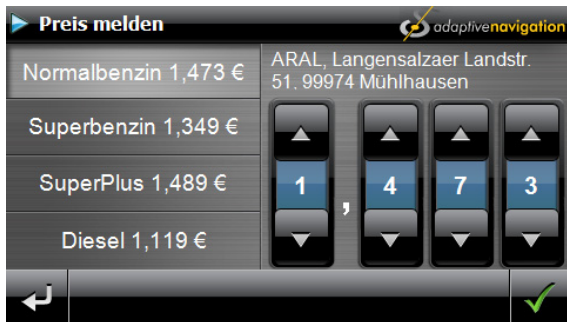 Preis melden
adaptivenavigation
Normalbenzin 1,473 €
Superbenzin 1,349 €
SuperPlus 1,489 €
Diesel 1,119 €
ARAL, Langensalzaer Landstr.
51, 99974 Mühlhausen
1 , 4 7 3